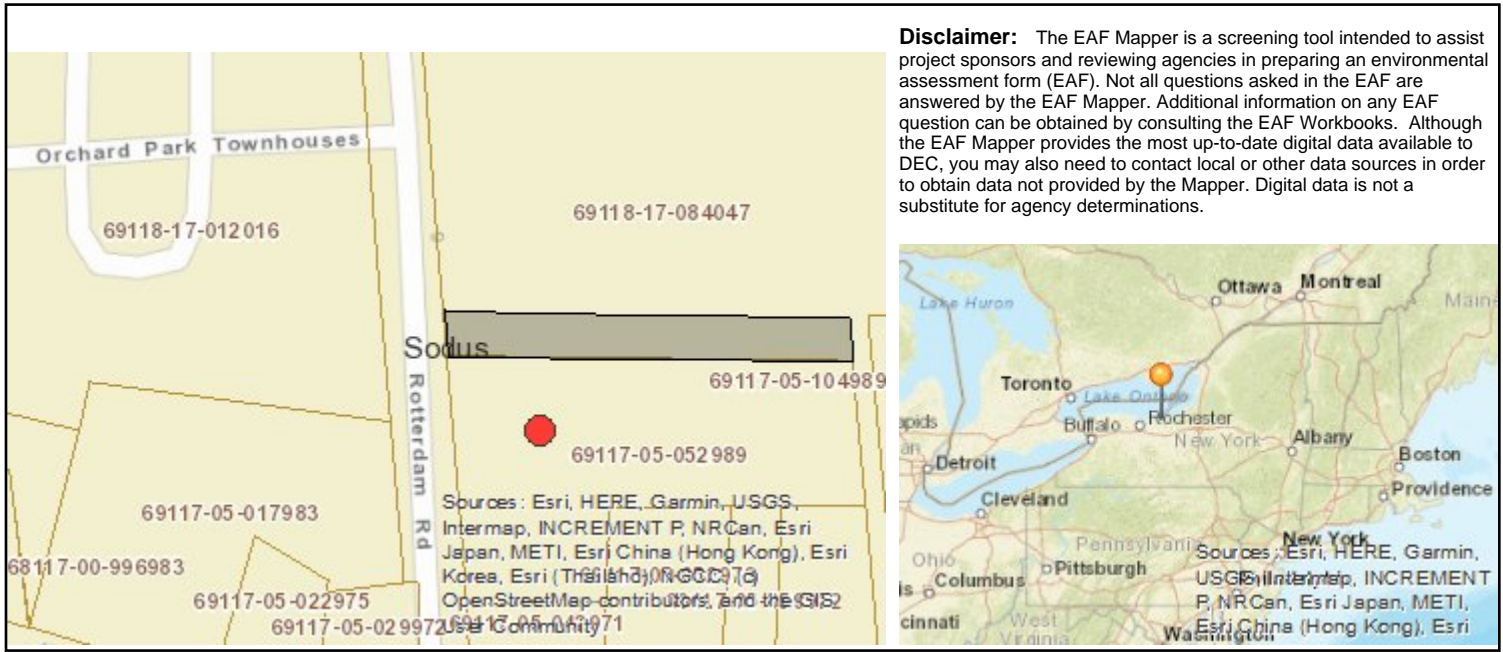 Orchard Park Townhouses
69118-17-084047
69118-17-012016
Sodus
69117-05-104989
Rotterdam Rd
69117-05-052989
69117-05-017983
68117-00-996983
69117-05-022975
69117-05-029972
Sources: Esri, HERE, Garmin, USGS,
Intermap, INCREMENT P, NRCan, Esri
Japan, METI, Esri China (Hong Kong), Esri
Korea, Esri (Thailand), NGCC, (c)
OpenStreetMap contributors, and the GIS
User Community
Disclaimer: The EAF Mapper is a screening tool intended to assist
project sponsors and reviewing agencies in preparing an environmental
assessment form (EAF). Not all questions asked in the EAF are
answered by the EAF Mapper. Additional information on any EAF
question can be obtained by consulting the EAF Workbooks. Although
the EAF Mapper provides the most up-to-date digital data available to
DEC, you may also need to contact local or other data sources in order
to obtain data not provided by the Mapper. Digital data is not a
substitute for agency determinations.
Ottawa
Montreal
Lake Huron
Maine
Toronto
Lake Ontario
Rochester
Buffalo
New York
Albany
Boston
Detroit
Providence
Cleveland
New York
Pennsylvania
Ohio
Pittsburgh
Columbus
West
Virginia
Washington
Sources: Esri, HERE, Garmin,
USGS, Intermap, INCREMENT
P, NRCan, Esri Japan, METI,
Esri China (Hong Kong), Esri